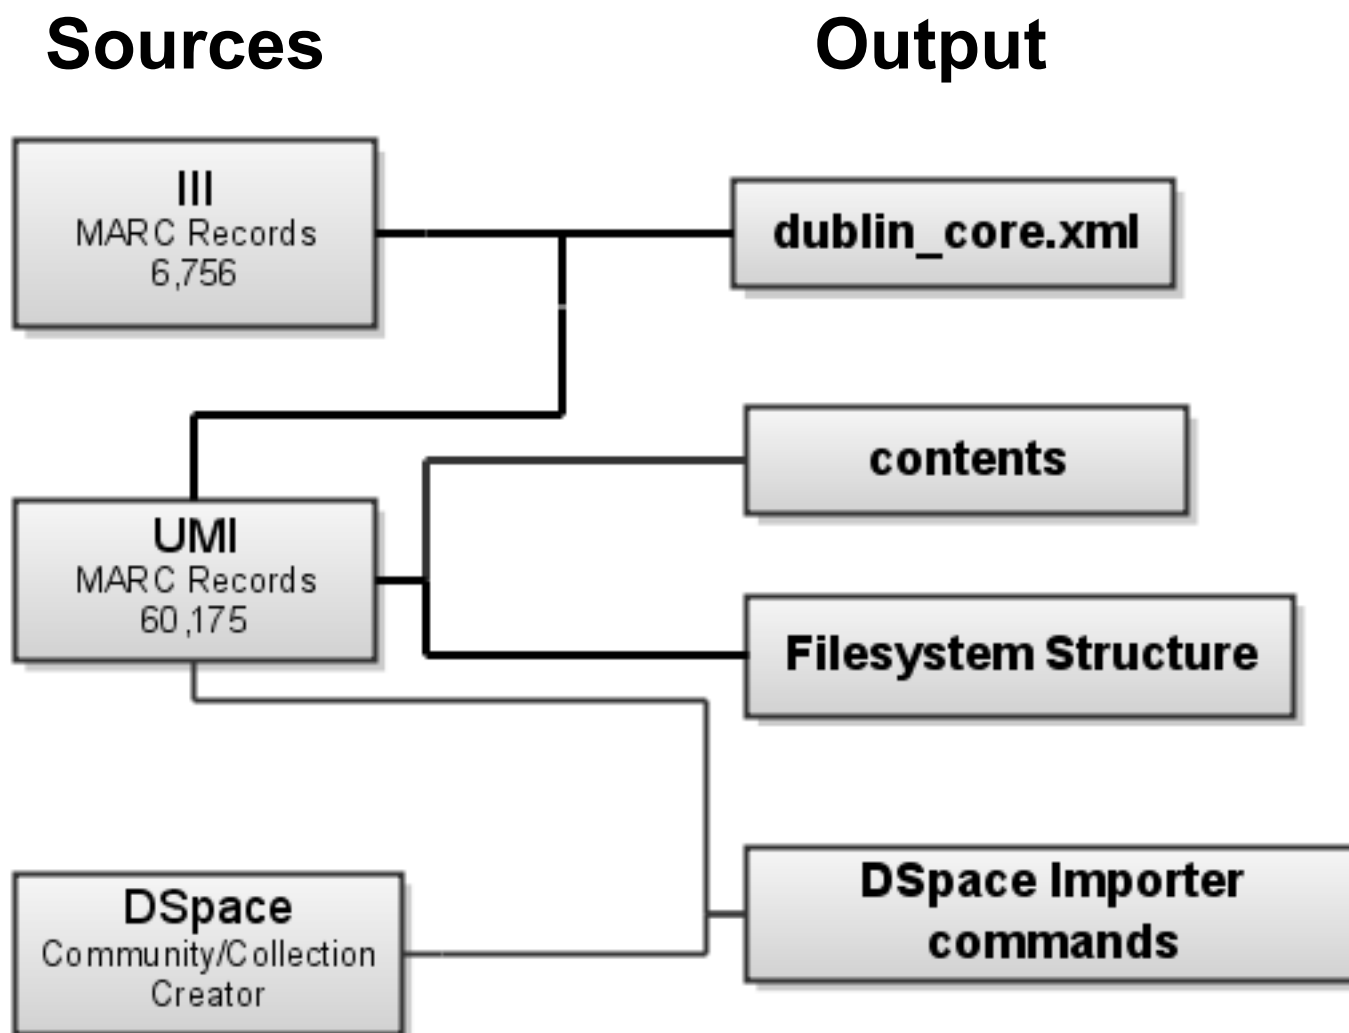 Sources
Output
III
MARC Records
6,756
dublin_core.xml
contents
UMI
MARC Records
60,175
Filesystem Structure
DSpace
Community/Collection
Creator
DSpace Importer
commands